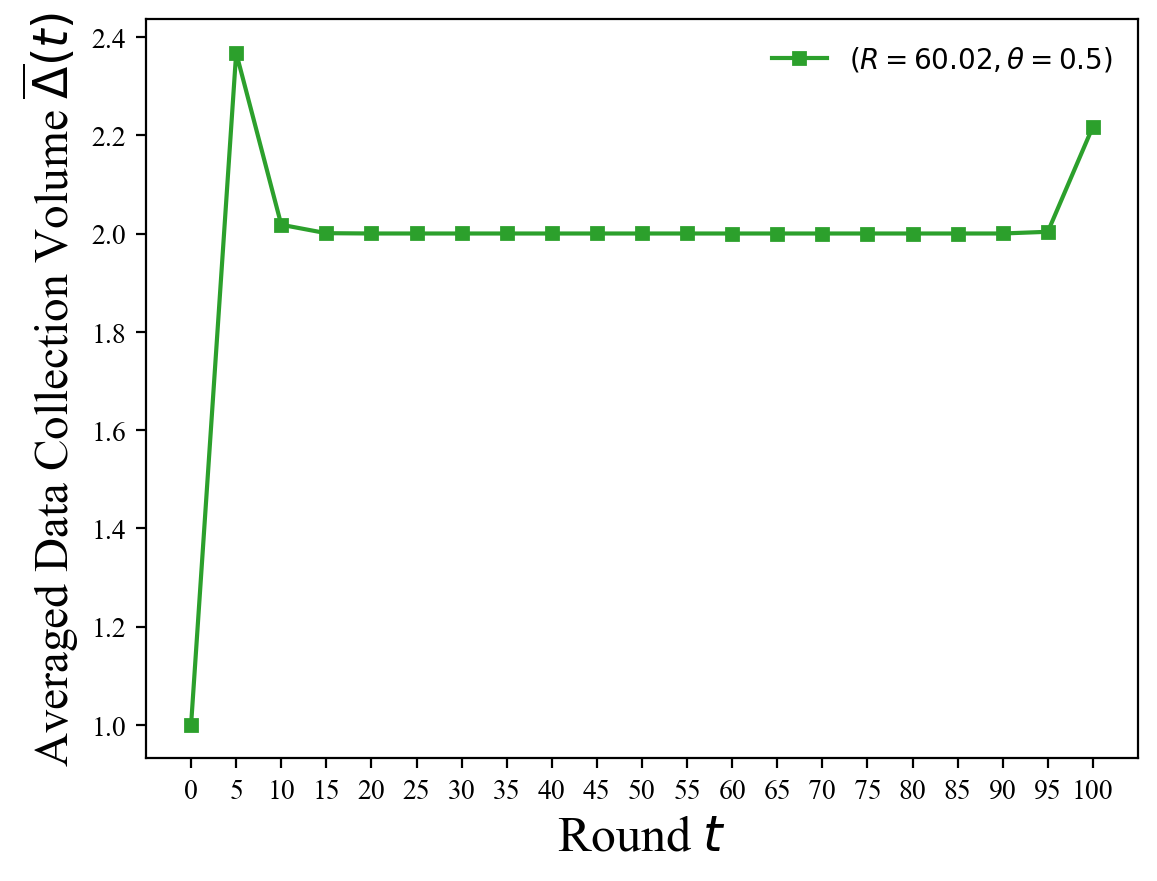 Averaged Data Collection Volume $\overline{\Delta}(t)$
2.4
2.2
2.0
1.8
1.6
1.4
1.2
1.0
(R = 60.02, θ = 0.5)
0 5 10 15 20 25 30 35 40 45 50 55 60 65 70 75 80 85 90 95 100
Round t